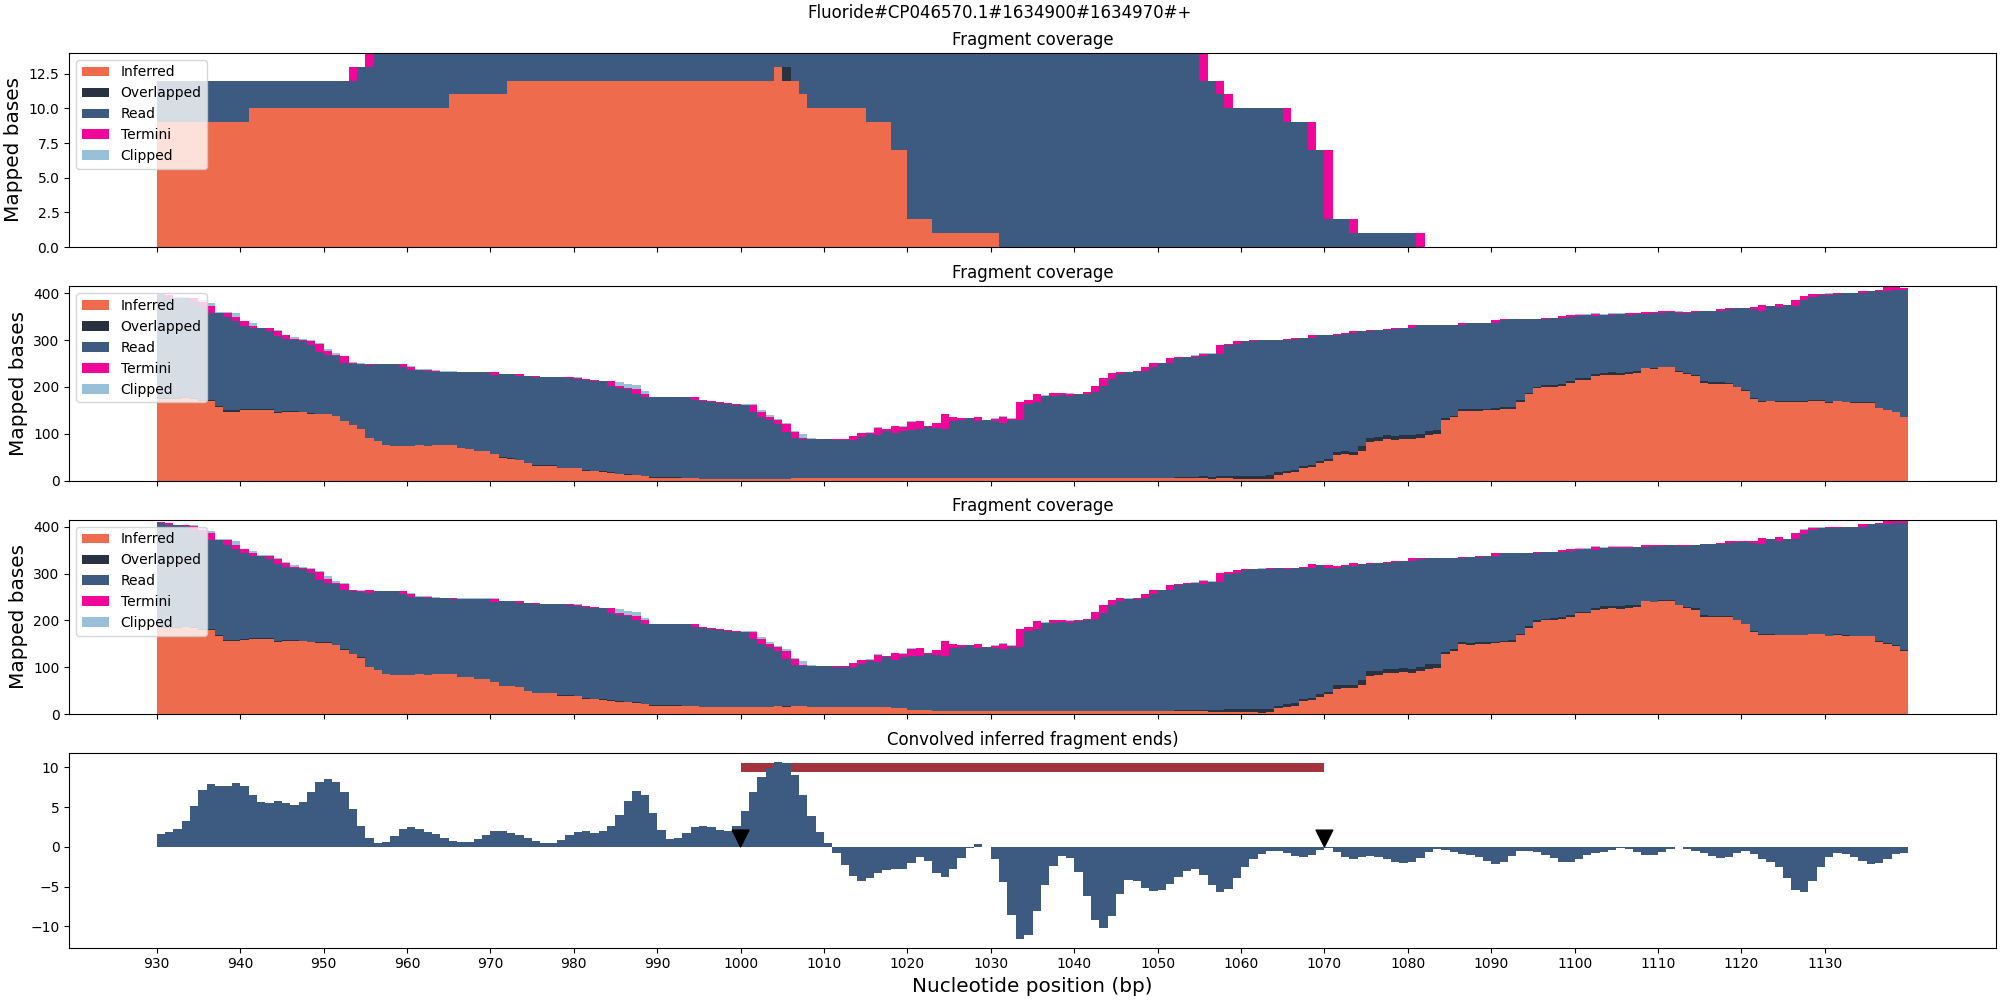 Fluoride#CP046570.1#1634900#1634970#+
Fragment coverage
Mapped bases
12.5
10.0
7.5
5.0
2.5
0.0
Inferred
Overlapped
Read
Termini
Clipped
Fragment coverage
Mapped bases
400
300
200
100
0
Inferred
Overlapped
Read
Termini
Clipped
Fragment coverage
Mapped bases
400
300
200
100
0
Inferred
Overlapped
Read
Termini
Clipped
Convolved inferred fragment ends)
10
5
0
−5
−10
930 940 950 960 970 980 990 1000 1010 1020 1030 1040 1050 1060 1070 1080 1090 1100 1110 1120 1130
Nucleotide position (bp)